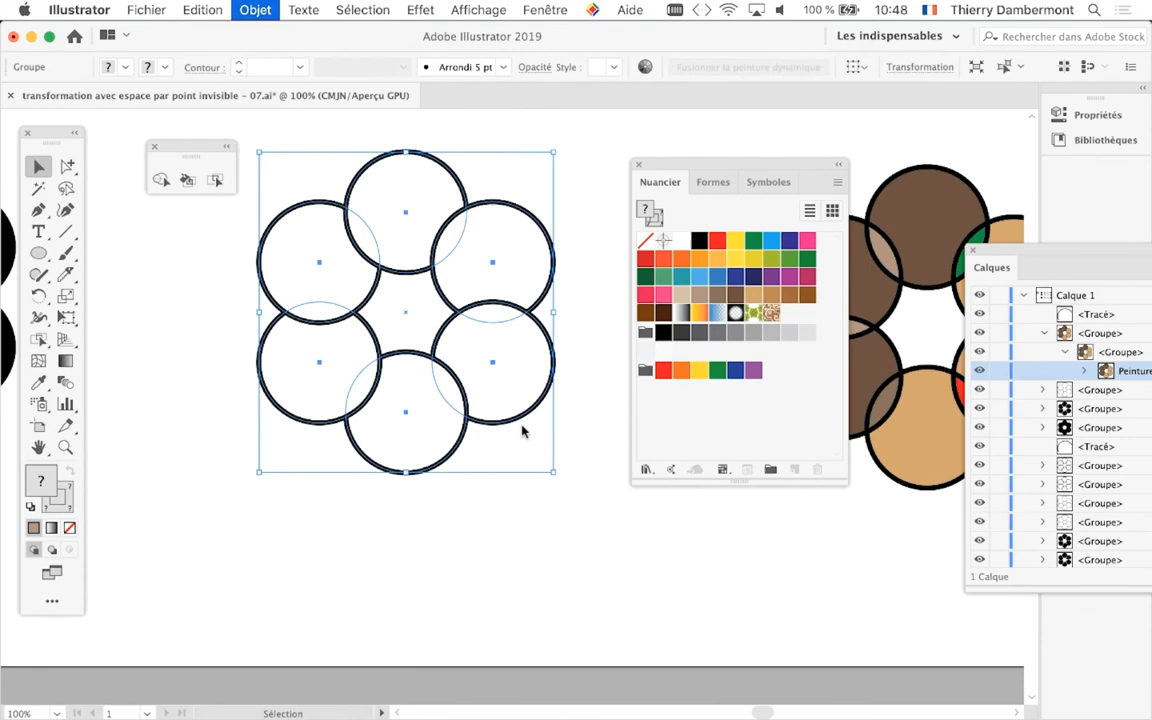 Illustrator Fichier Edition Objet Texte Sélection Effet Affichage Fenêtre Aide 100 % 10:48 Thierry Dambermont
Adobe Illustrator 2019 Les indispensables Rechercher dans Adobe Stock
Groupe ? ? Contour : Arrondi 5 pt Opacité Style : Fusionner la peinture dynamique Transformation
transformation avec espace par point invisible – 07.ai* @ 100% (CMJN/Aperçu GPU)
Propriétés
Bibliothèques
Nuancier Formes Symboles
?
Calques
Calque 1
<Tracé>
<Groupe>
<Groupe>
Peinture
<Groupe>
<Groupe>
<Groupe>
<Tracé>
<Groupe>
<Groupe>
<Groupe>
<Groupe>
<Groupe>
<Groupe>
1 Calque
?
100% 1 Sélection